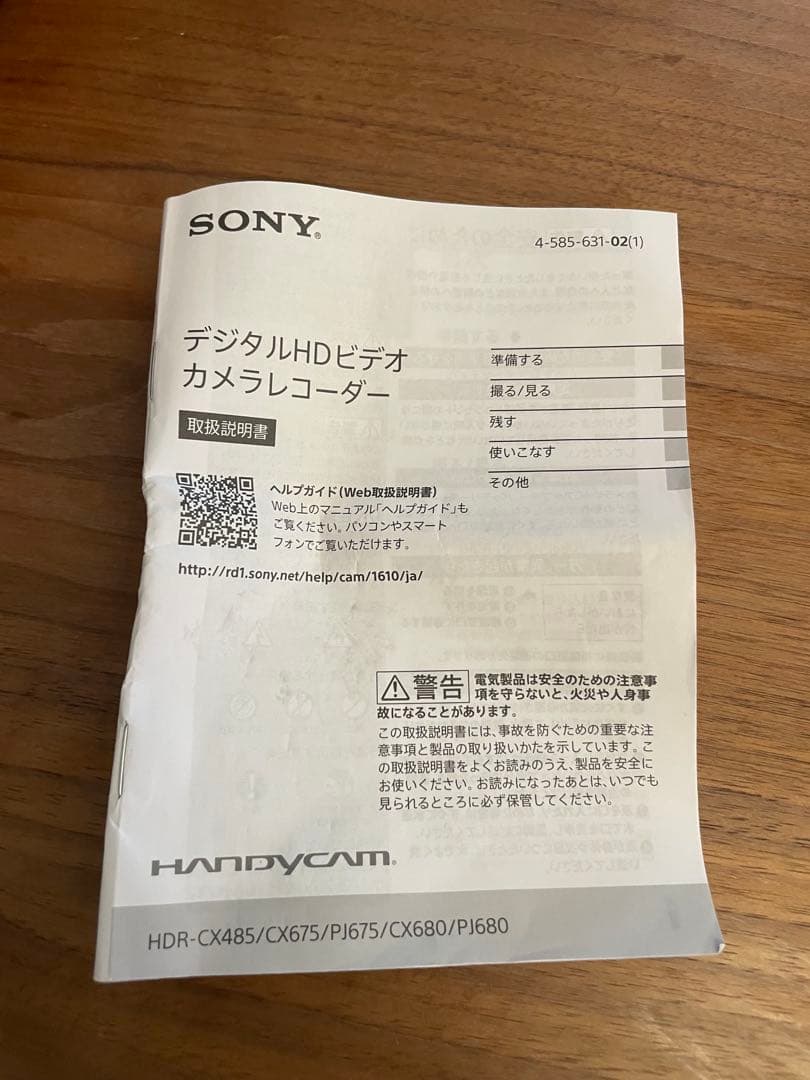 SONY®
4-585-631-02(1)
デジタルHDビデオ
カメラレコーダー
取扱説明書
準備する
撮る/見る
残す
使いこなす
その他
ヘルプガイド(Web取扱説明書)
Web上のマニュアル「ヘルプガイド」も
ご覧ください。パソコンやスマート
フォンでご覧いただけます。
http://rd1.sony.net/help/cam/1610/ja/
警告 電気製品は安全のための注意事
項を守らないと、火災や人身事
故になることがあります。
この取扱説明書には、事故を防ぐための重要な注
意事項と製品の取り扱いかたを示しています。こ
の取扱説明書をよくお読みのうえ、製品を安全に
お使いください。お読みになったあとは、いつでも
見られるところに必ず保管してください。
HANDYCAM®
HDR-CX485/CX675/PJ675/CX680/PJ680